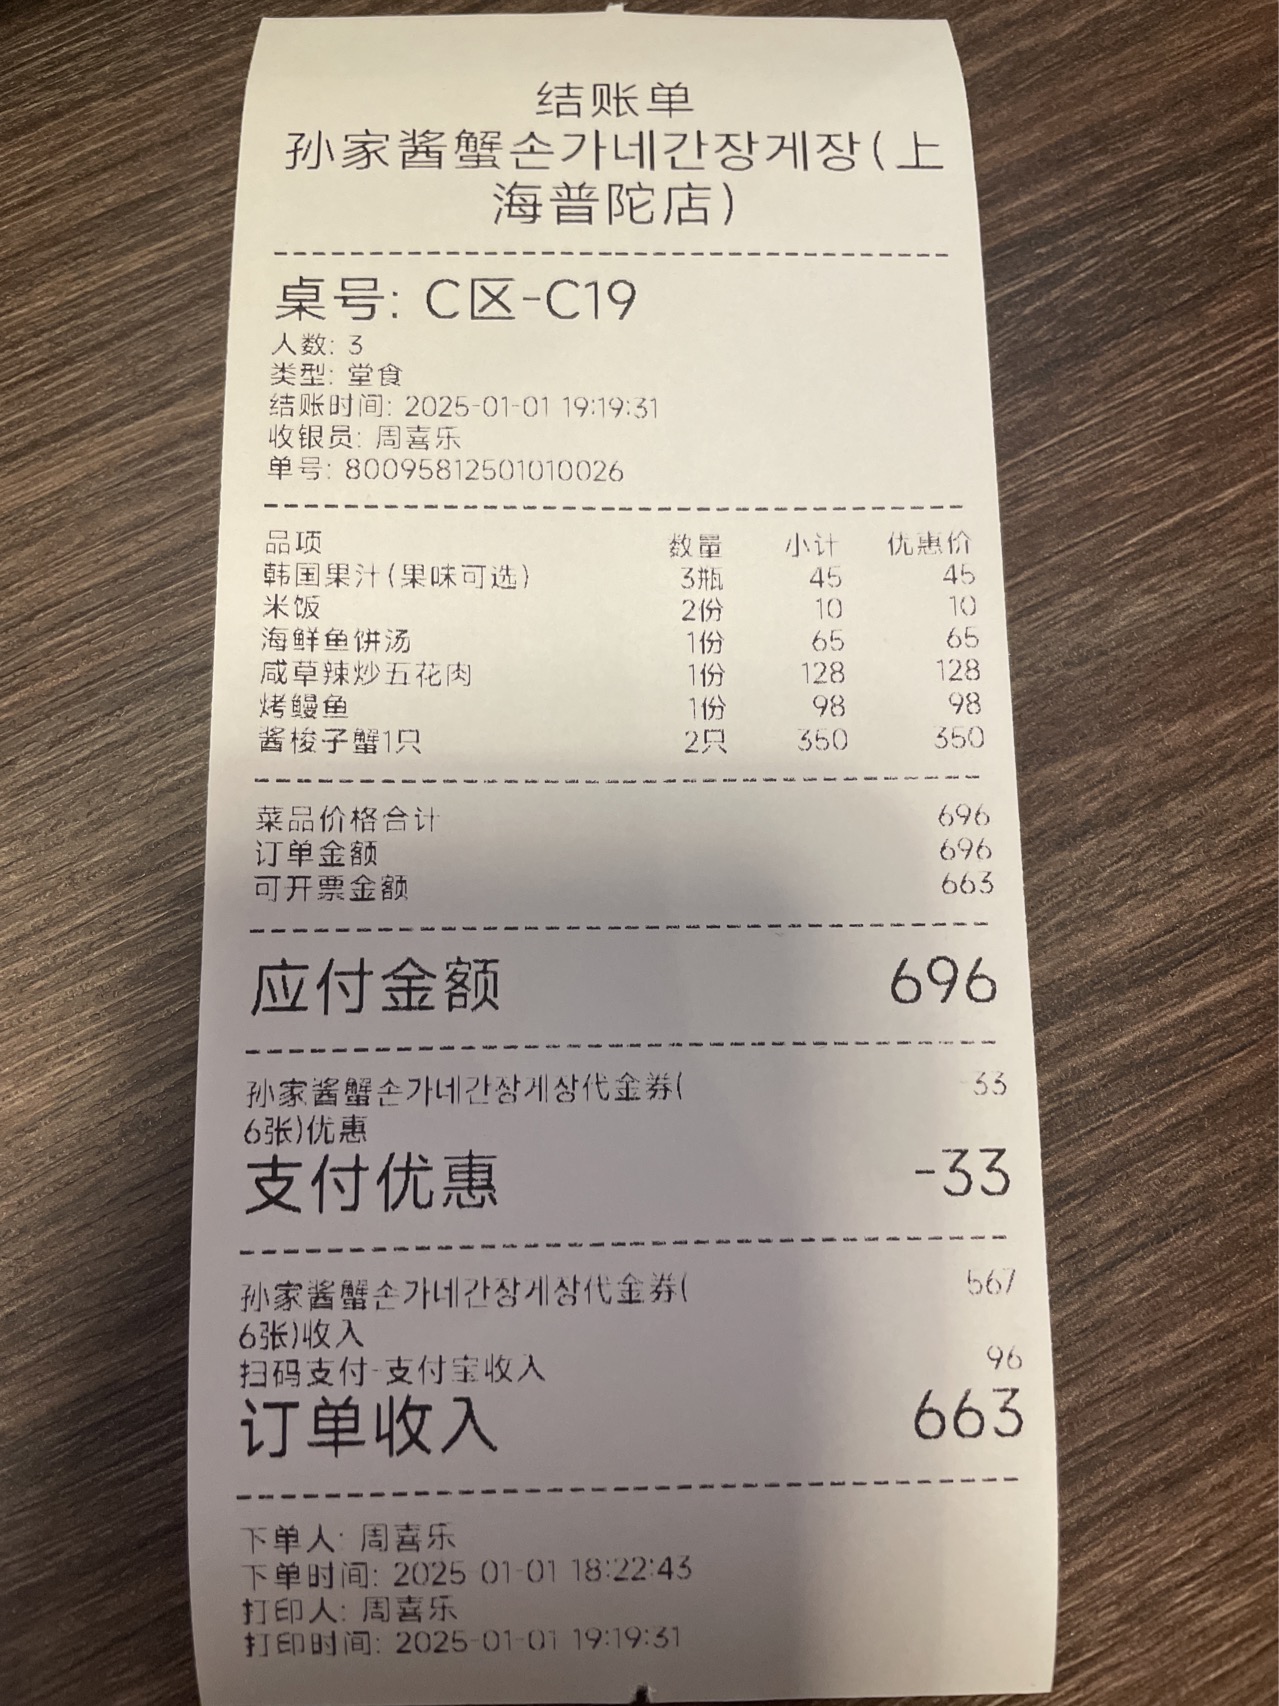 结账单
孙家酱蟹손가네간장게장(上
海普陀店)
桌号: C区-C19
人数: 3
类型: 堂食
结账时间: 2025-01-01 19:19:31
收银员: 周喜乐
单号: 80095812501010026
品项 数量 小计 优惠价
韩国果汁(果味可选) 3瓶 45 45
米饭 2份 10 10
海鲜鱼饼汤 1份 65 65
咸草辣炒五花肉 1份 128 128
烤鳗鱼 1份 98 98
酱梭子蟹1只 2只 350 350
菜品价格合计 696
订单金额 696
可开票金额 663
应付金额 696
孙家酱蟹손가네간장게장代金券( -33
6张)优惠
支付优惠 -33
孙家酱蟹손가네간장게장代金券( 567
6张)收入
扫码支付-支付宝收入 96
订单收入 663
下单人: 周喜乐
下单时间: 2025-01-01 18:22:43
打印人: 周喜乐
打印时间: 2025-01-01 19:19:31